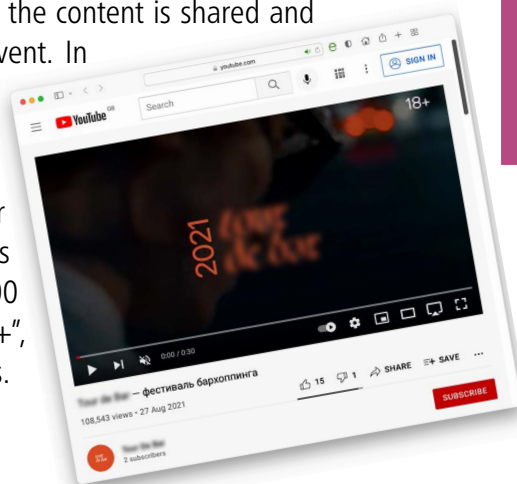 the content is shared and
vent. In
r
s
00
+”,
s.
youtube.com
YouTube GB
Search
SIGN IN
18+
2021
0:00 / 0:30
— фестиваль бархоппинга
108,543 views • 27 Aug 2021
15
1
SHARE
SAVE
2 subscribers
SUBSCRIBE